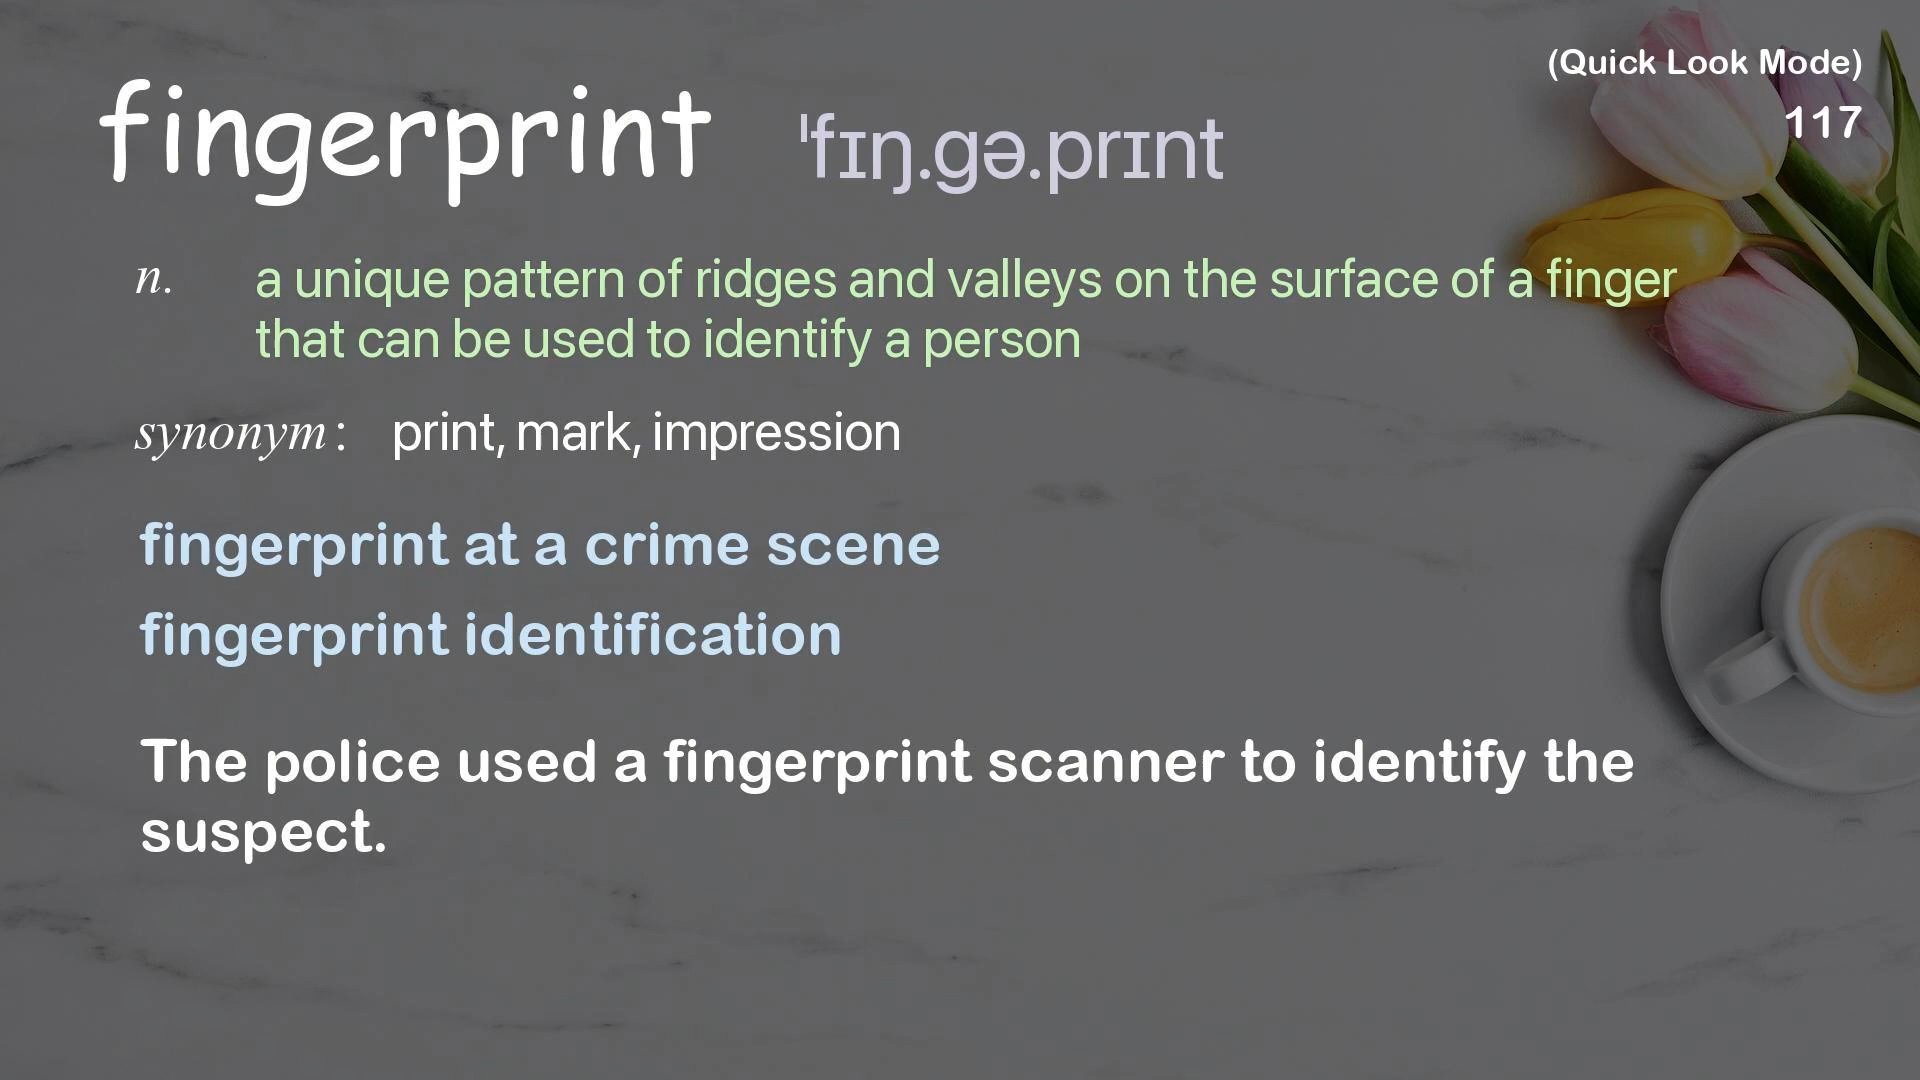 (Quick Look Mode)
117
fingerprint ˈfɪŋ.gə.prɪnt
n. a unique pattern of ridges and valleys on the surface of a finger
that can be used to identify a person
synonym: print, mark, impression
fingerprint at a crime scene
fingerprint identification
The police used a fingerprint scanner to identify the
suspect.